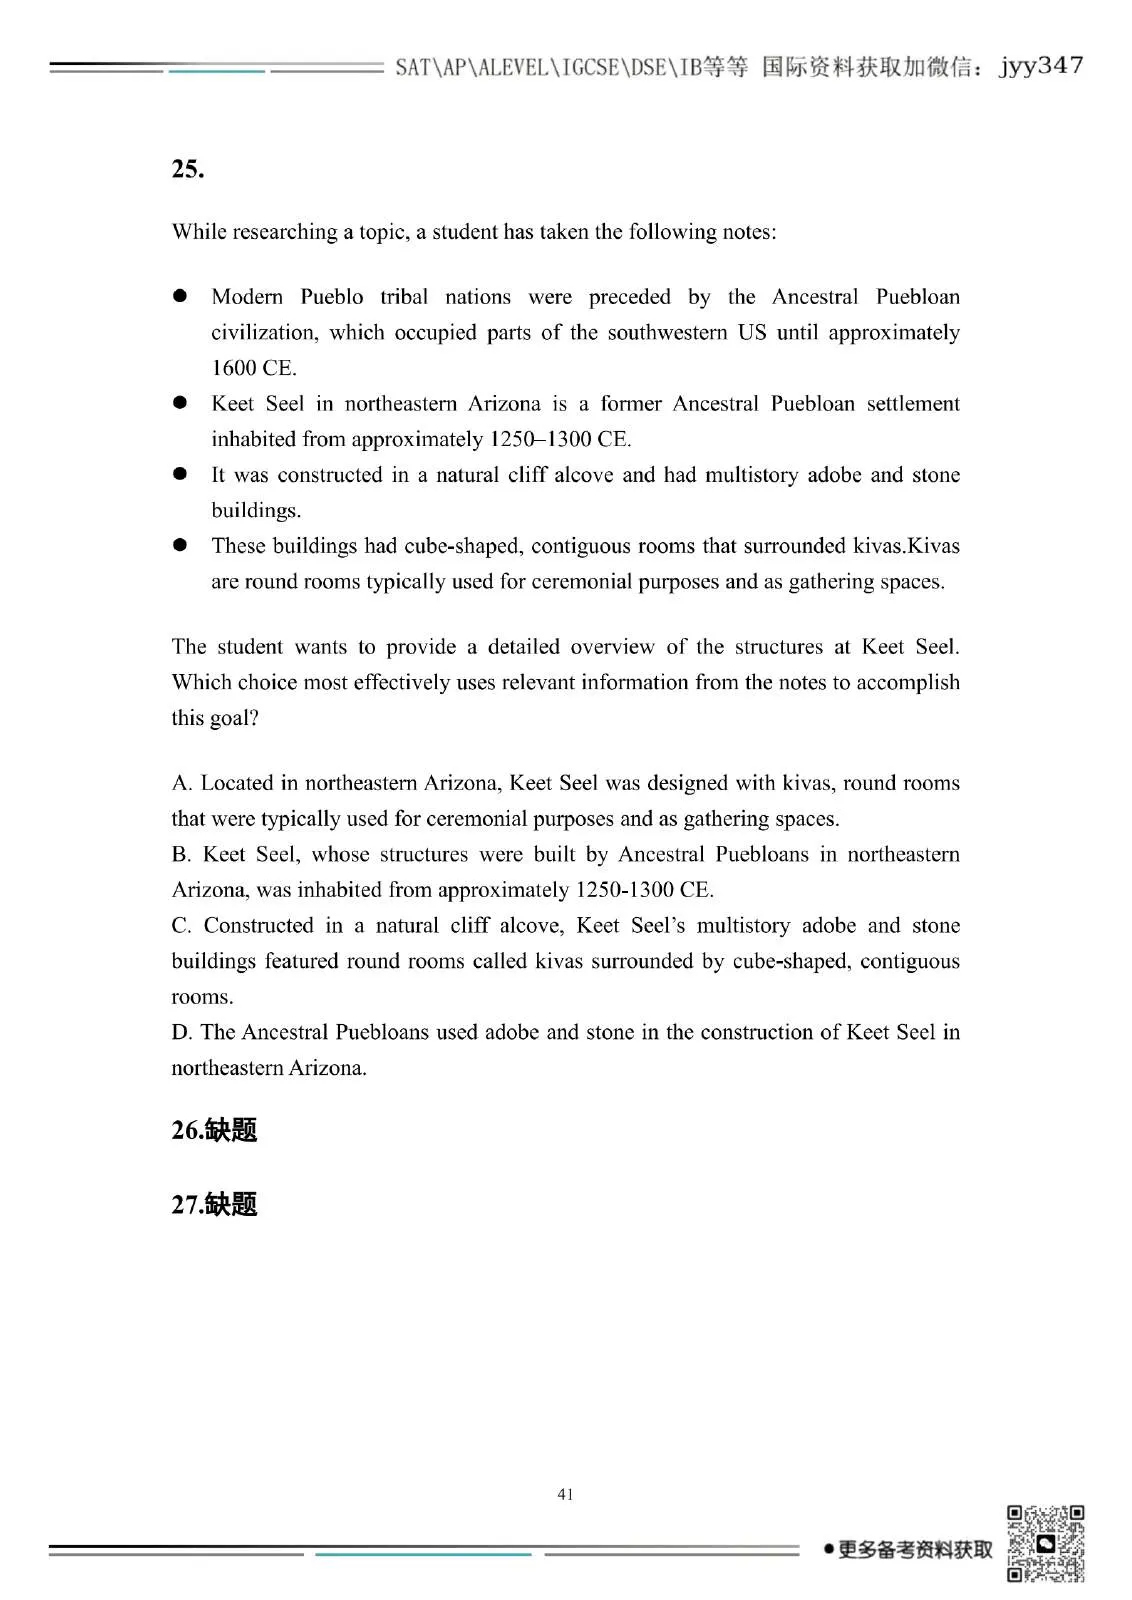 SAT\AP\ALEVEL\IGCSE\DSE\IB等等 国际资料获取加微信: jyy347
25.
While researching a topic, a student has taken the following notes:
● Modern Pueblo tribal nations were preceded by the Ancestral Puebloan
civilization, which occupied parts of the southwestern US until approximately
1600 CE.
● Keet Seel in northeastern Arizona is a former Ancestral Puebloan settlement
inhabited from approximately 1250–1300 CE.
● It was constructed in a natural cliff alcove and had multistory adobe and stone
buildings.
● These buildings had cube-shaped, contiguous rooms that surrounded kivas.Kivas
are round rooms typically used for ceremonial purposes and as gathering spaces.
The student wants to provide a detailed overview of the structures at Keet Seel.
Which choice most effectively uses relevant information from the notes to accomplish
this goal?
A. Located in northeastern Arizona, Keet Seel was designed with kivas, round rooms
that were typically used for ceremonial purposes and as gathering spaces.
B. Keet Seel, whose structures were built by Ancestral Puebloans in northeastern
Arizona, was inhabited from approximately 1250-1300 CE.
C. Constructed in a natural cliff alcove, Keet Seel’s multistory adobe and stone
buildings featured round rooms called kivas surrounded by cube-shaped, contiguous
rooms.
D. The Ancestral Puebloans used adobe and stone in the construction of Keet Seel in
northeastern Arizona.
26.缺题
27.缺题
41
●更多备考资料获取